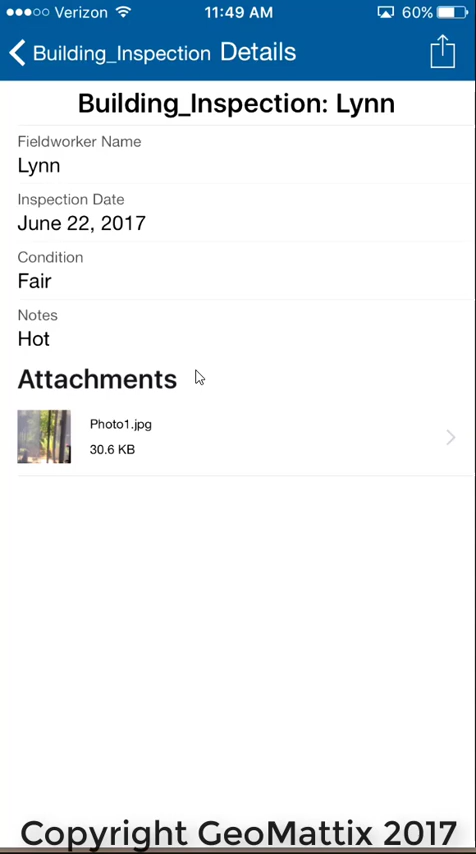 Verizon 11:49 AM 60%
Building_Inspection Details
Building_Inspection: Lynn
Fieldworker Name
Lynn
Inspection Date
June 22, 2017
Condition
Fair
Notes
Hot
Attachments
Photo1.jpg
30.6 KB
Copyright GeoMattix 2017